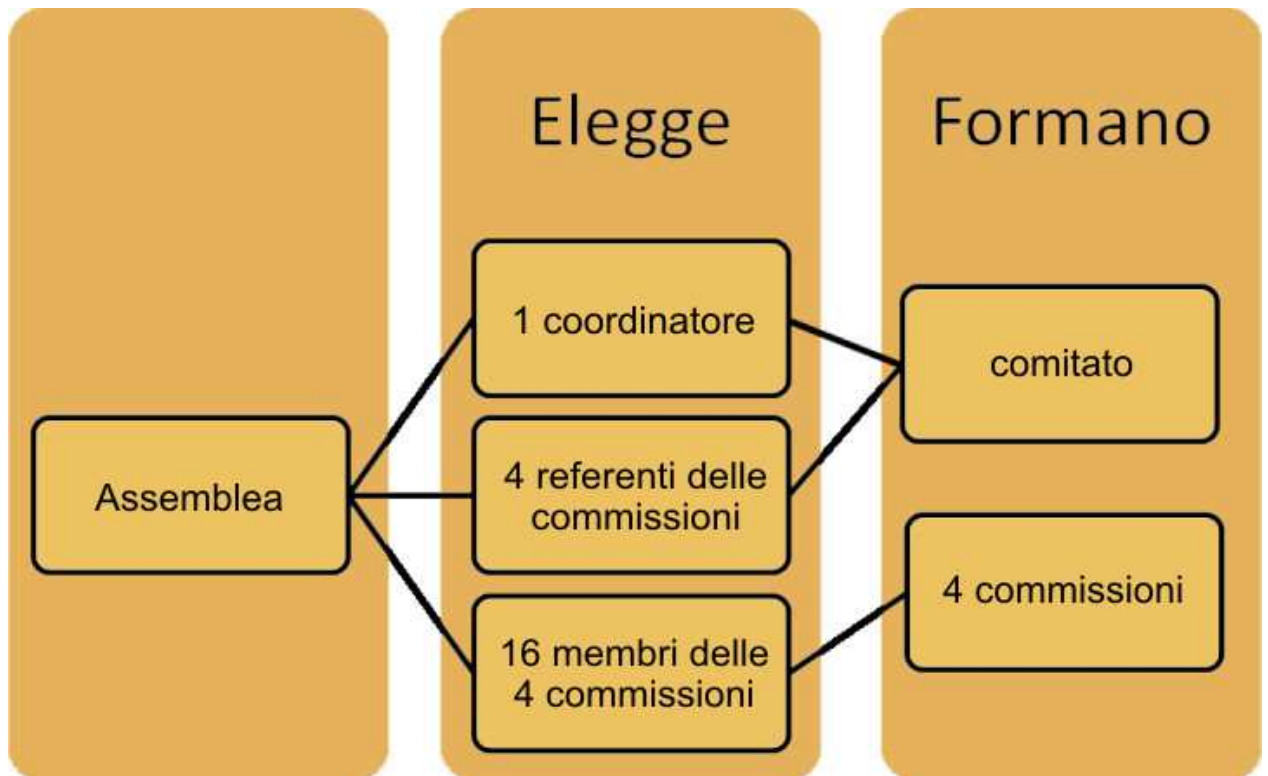 Elegge
Formano
1 coordinatore
comitato
Assemblea
4 referenti delle
commissioni
4 commissioni
16 membri delle
4 commissioni